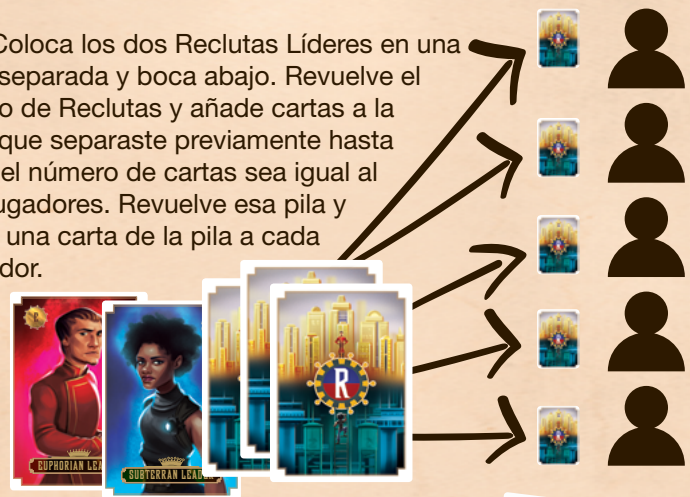 Coloca los dos Reclutas Líderes en una
separada y boca abajo. Revuelve el
o de Reclutas y añade cartas a la
que separaste previamente hasta
el número de cartas sea igual al
ugadores. Revuelve esa pila y
una carta de la pila a cada
dor.
R
EUPHORIAN LEA
SUBTERRAN LEADE